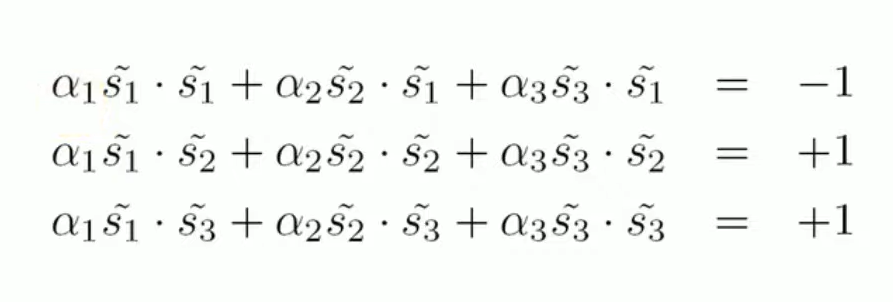 α₁s̃₁ · s̃₁ + α₂s̃₂ · s̃₁ + α₃s̃₃ · s̃₁ = −1
α₁s̃₁ · s̃₂ + α₂s̃₂ · s̃₂ + α₃s̃₃ · s̃₂ = +1
α₁s̃₁ · s̃₃ + α₂s̃₂ · s̃₃ + α₃s̃₃ · s̃₃ = +1